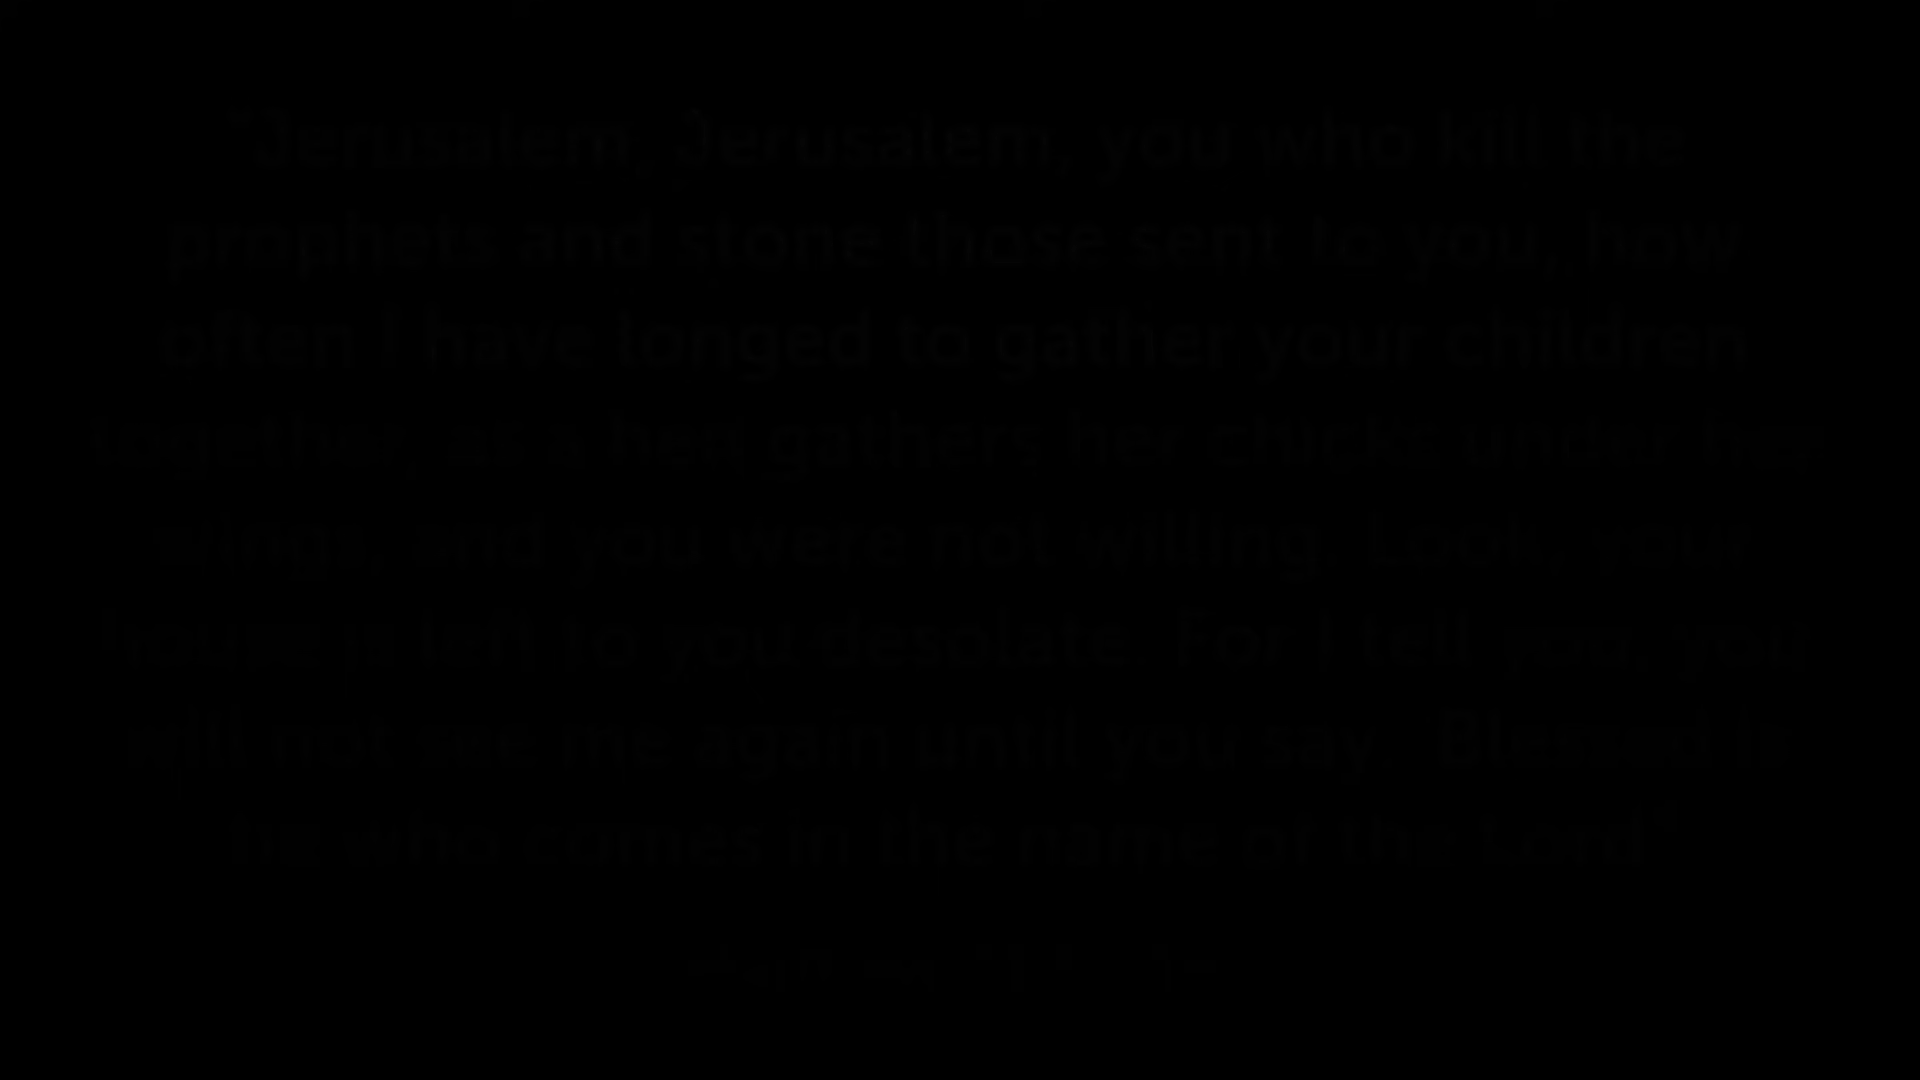 "Jerusalem, Jerusalem, you who kill the
prophets and stone those sent to you, how
often I have longed to gather your children
together, as a hen gathers her chicks under her
wings, and you were not willing. Look, your
house is left to you desolate. For I tell you, you
will not see me again until you say, 'Blessed is
he who comes in the name of the Lord'"